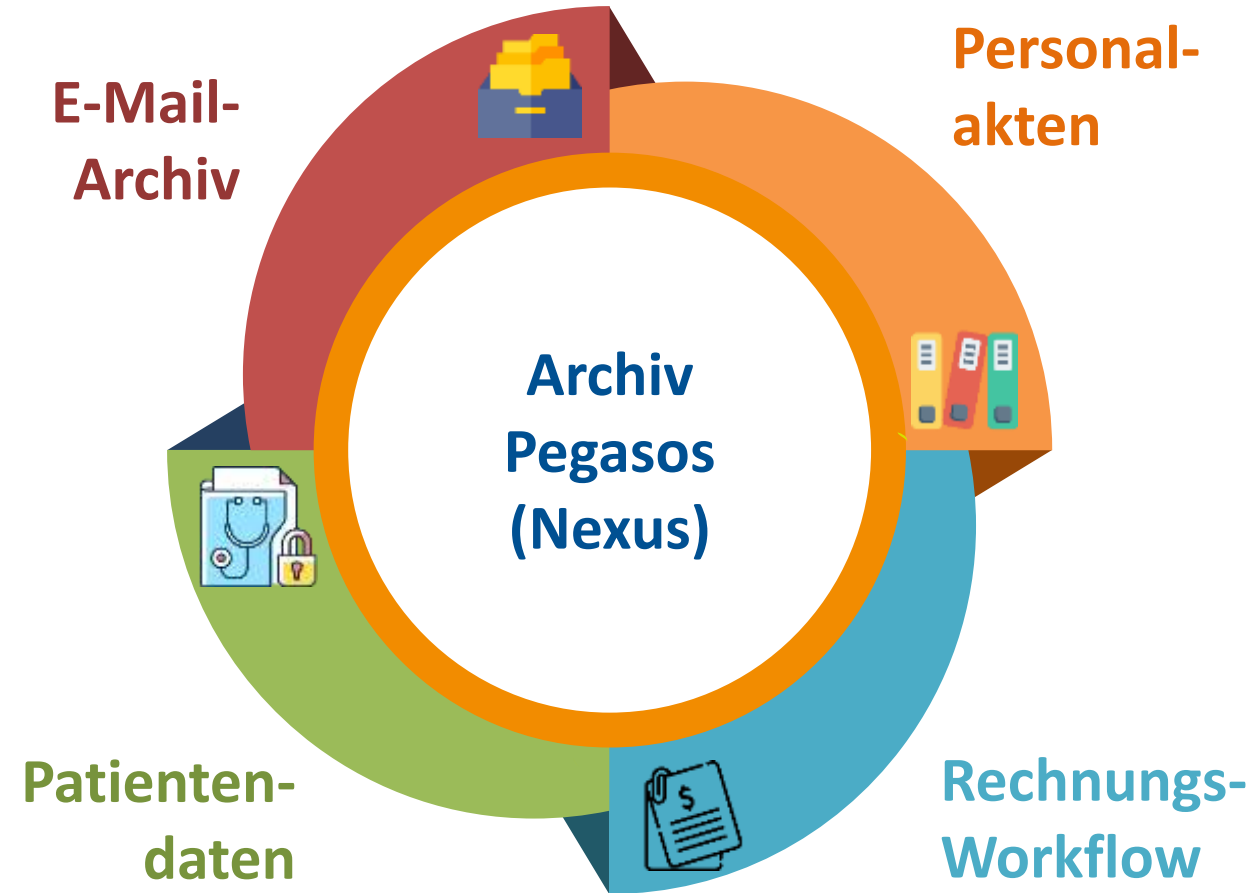 E-Mail-
Archiv
Personal-
akten
Archiv
Pegasos
(Nexus)
Patienten-
daten
Rechnungs-
Workflow
$